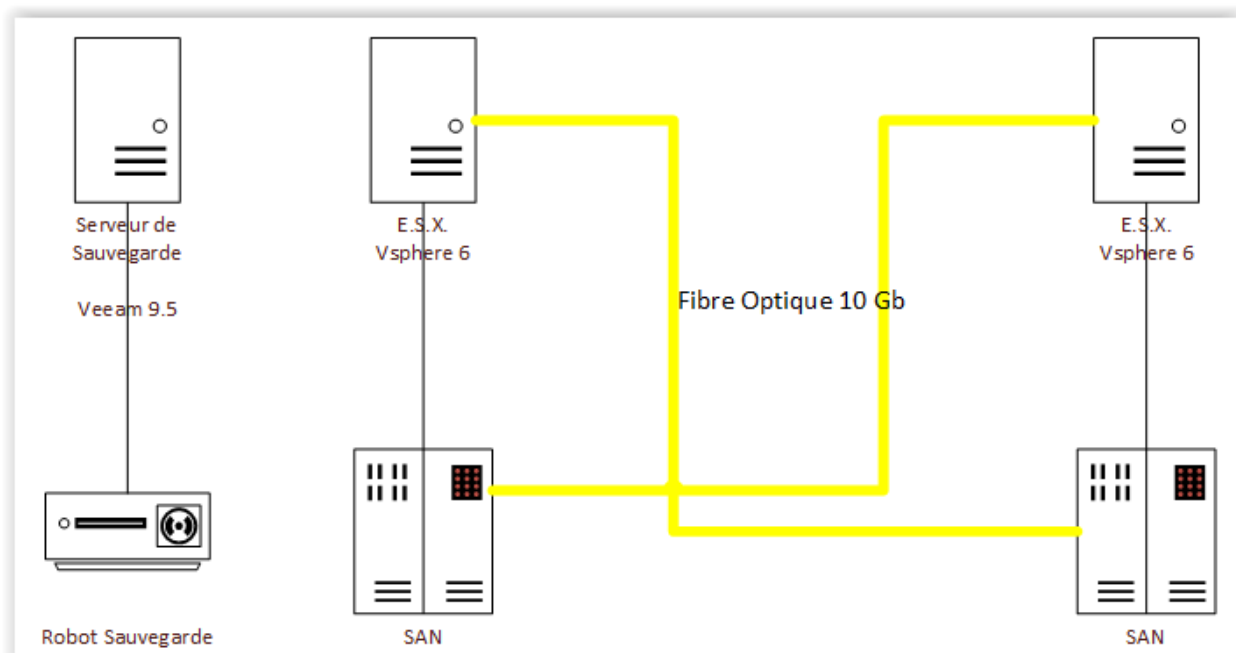 Serveur de
Sauvegarde
Veeam 9.5
E.S.X.
Vsphere 6
E.S.X.
Vsphere 6
Fibre Optique 10 Gb
Robot Sauvegarde
SAN
SAN